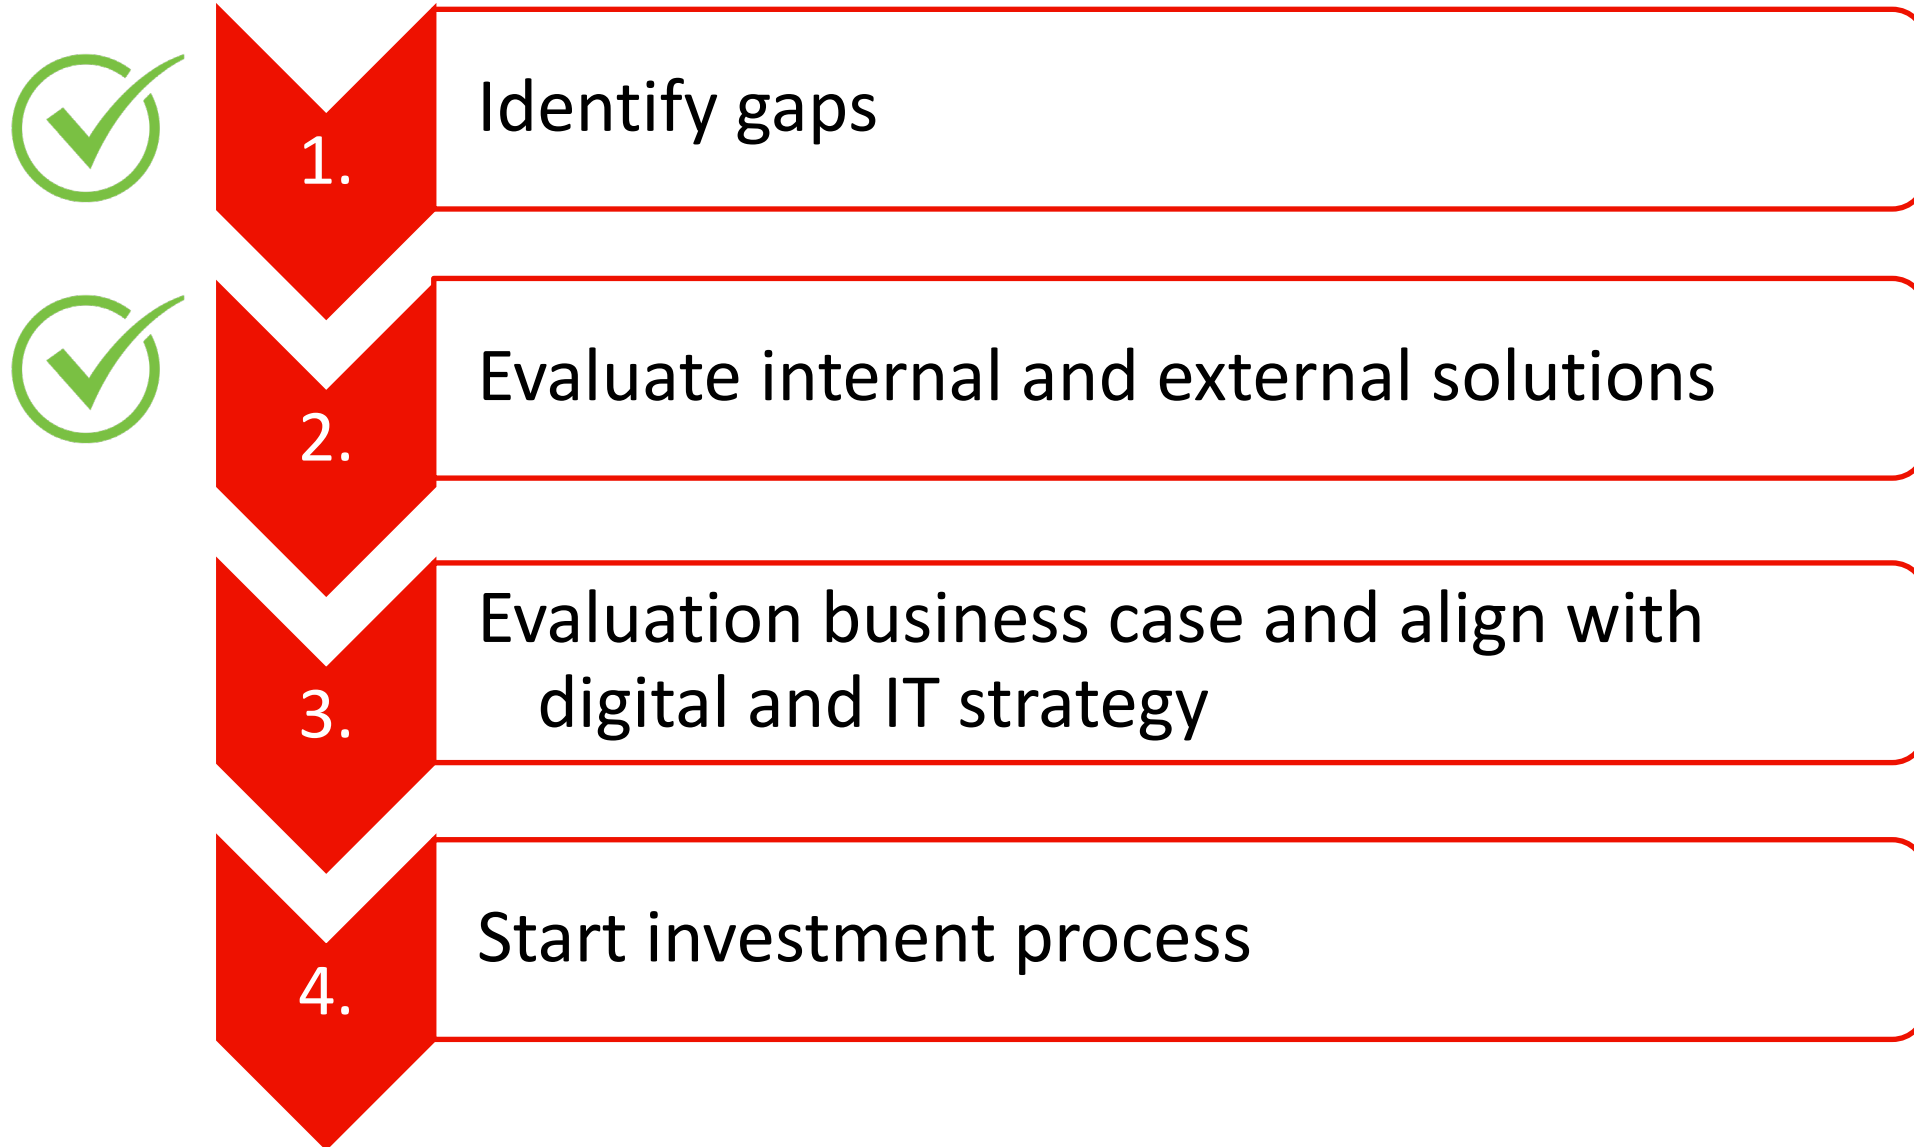 1.
Identify gaps
2.
Evaluate internal and external solutions
3.
Evaluation business case and align with
digital and IT strategy
4.
Start investment process